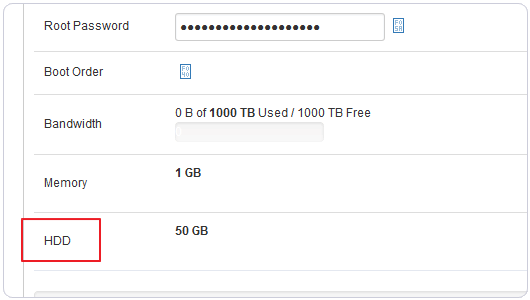 Root Password ••••••••••••••••••••
Boot Order
Bandwidth 0 B of 1000 TB Used / 1000 TB Free
Memory 1 GB
HDD 50 GB